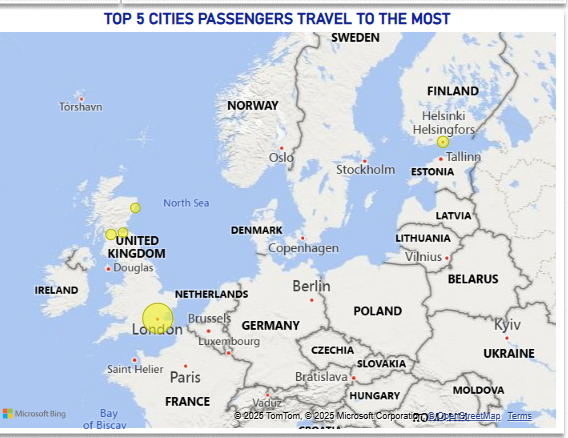 TOP 5 CITIES PASSENGERS TRAVEL TO THE MOST
SWEDEN
FINLAND
NORWAY
Tórshavn
Helsinki
Helsingfors
Oslo
Tallinn
Stockholm
ESTONIA
North Sea
LATVIA
DENMARK
UNITED
KINGDOM
LITHUANIA
Copenhagen
Vilnius
Douglas
BELARUS
IRELAND
NETHERLANDS
Berlin
POLAND
London
Brussels
GERMANY
Kyiv
Luxembourg
CZECHIA
UKRAINE
SLOVAKIA
Saint Helier
Paris
Bratislava
MOLDOVA
HUNGARY
Vaduz
FRANCE
Bay
of Biscay
Microsoft Bing
© 2025 TomTom, © 2025 Microsoft Corporation, © OpenStreetMap Terms